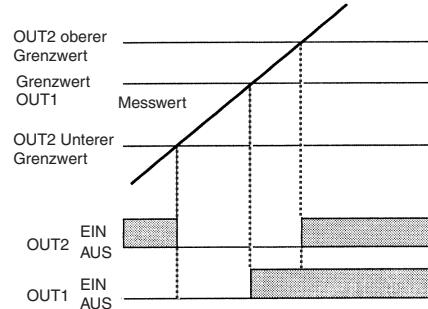 OUT2 oberer
Grenzwert
Grenzwert
OUT1
Messwert
OUT2 Unterer
Grenzwert
EIN
OUT2
AUS
EIN
OUT1
AUS